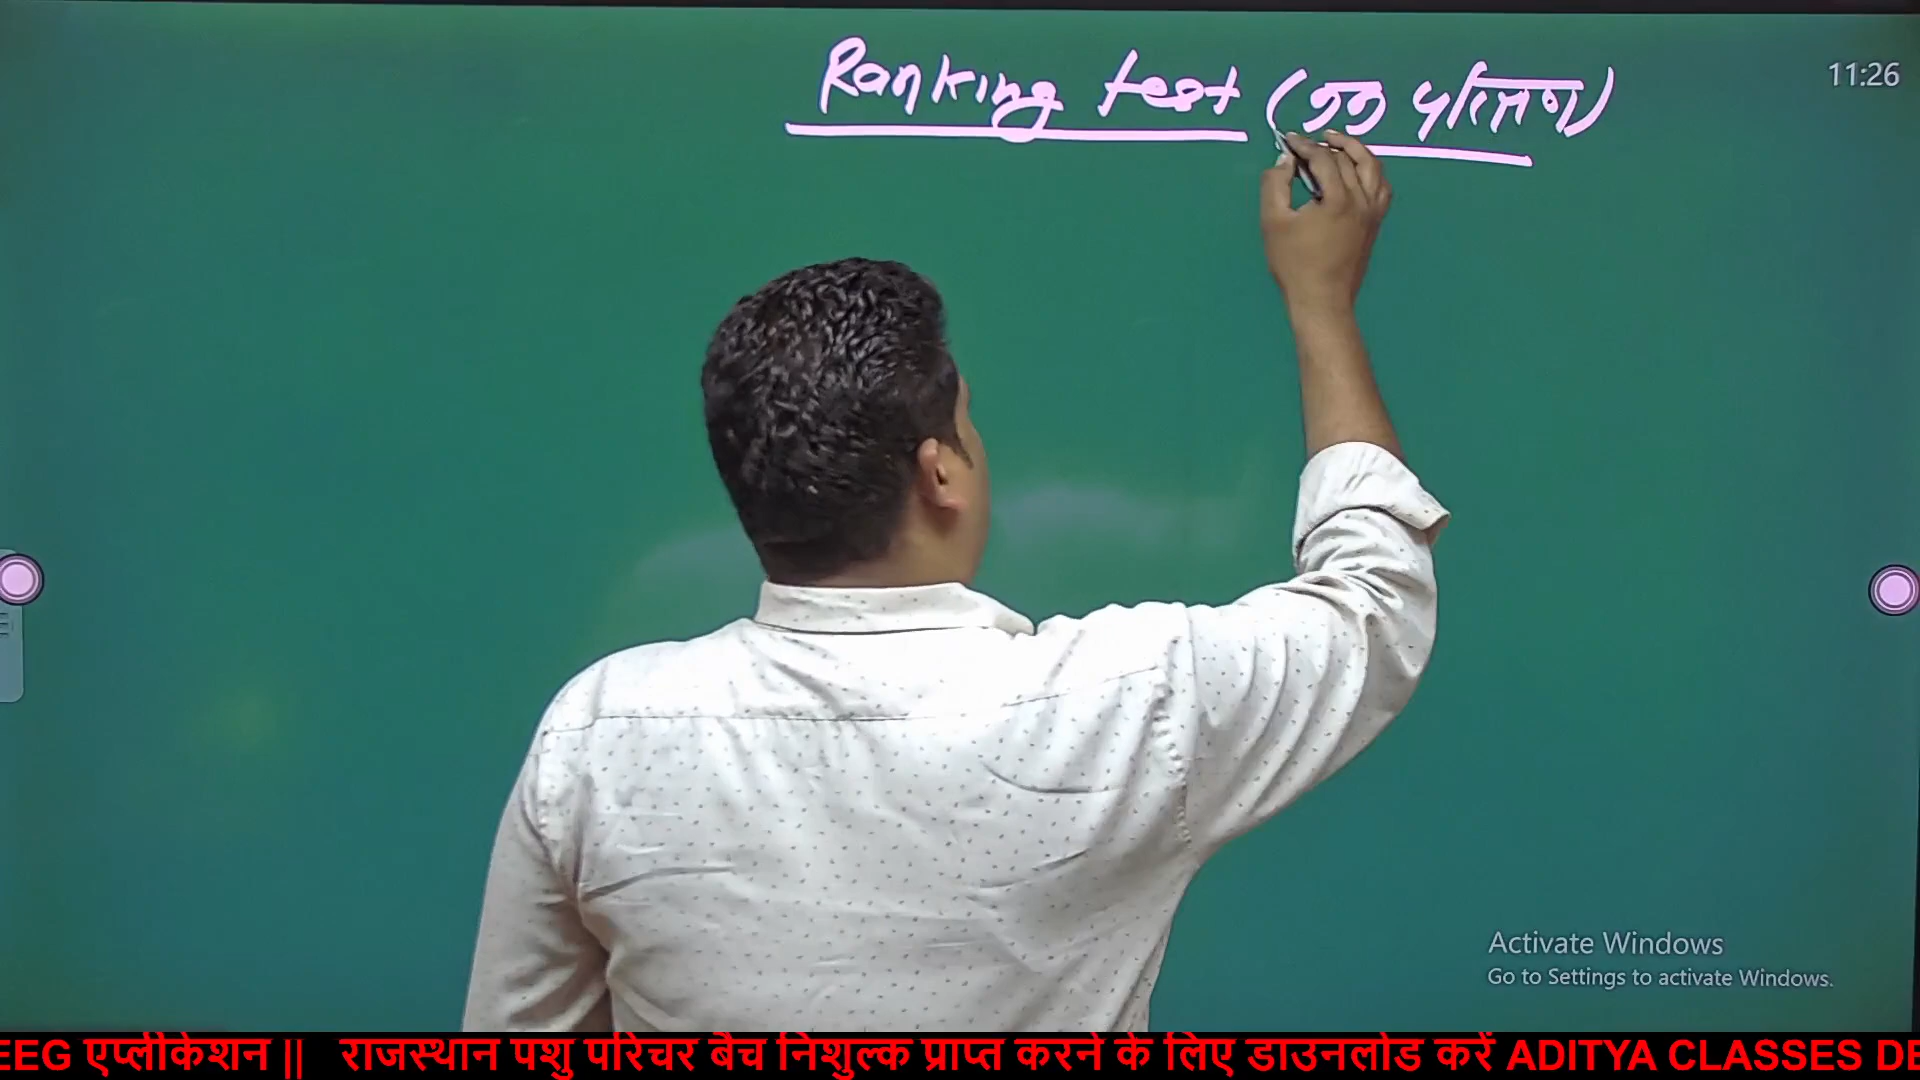 Ranking test (क्रम परीक्षण)
11:26
Activate Windows
Go to Settings to activate Windows.
EEG एप्लीकेशन || राजस्थान पशु परिचर बैच निशुल्क प्राप्त करने के लिए डाउनलोड करें ADITYA CLASSES DE